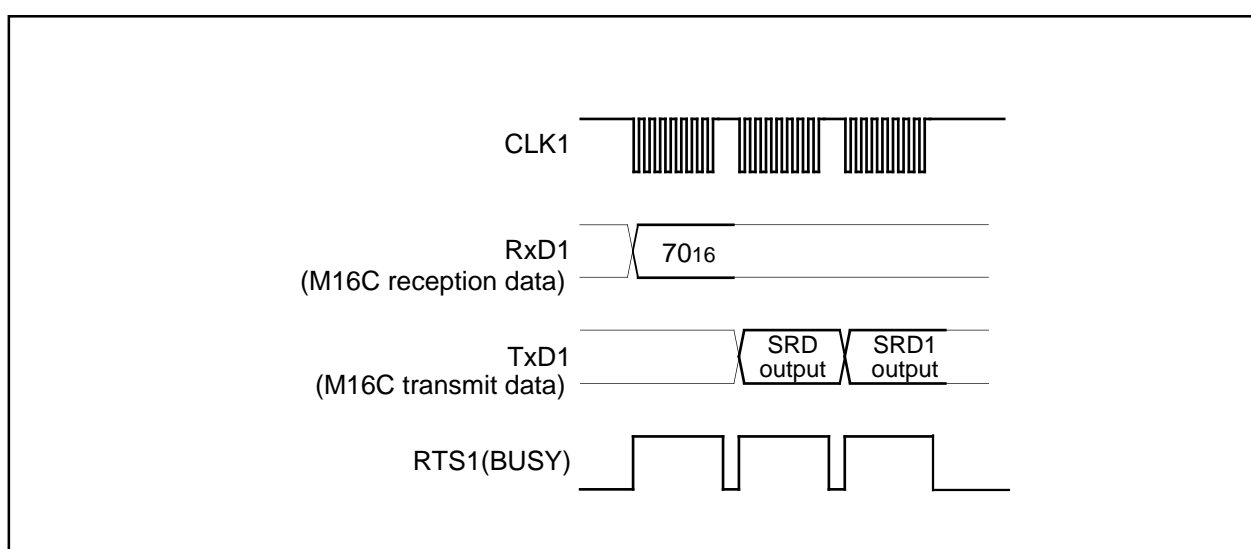 CLK1
RxD1
(M16C reception data)
7016
TxD1
(M16C transmit data)
SRD
output
SRD1
output
RTS1(BUSY)